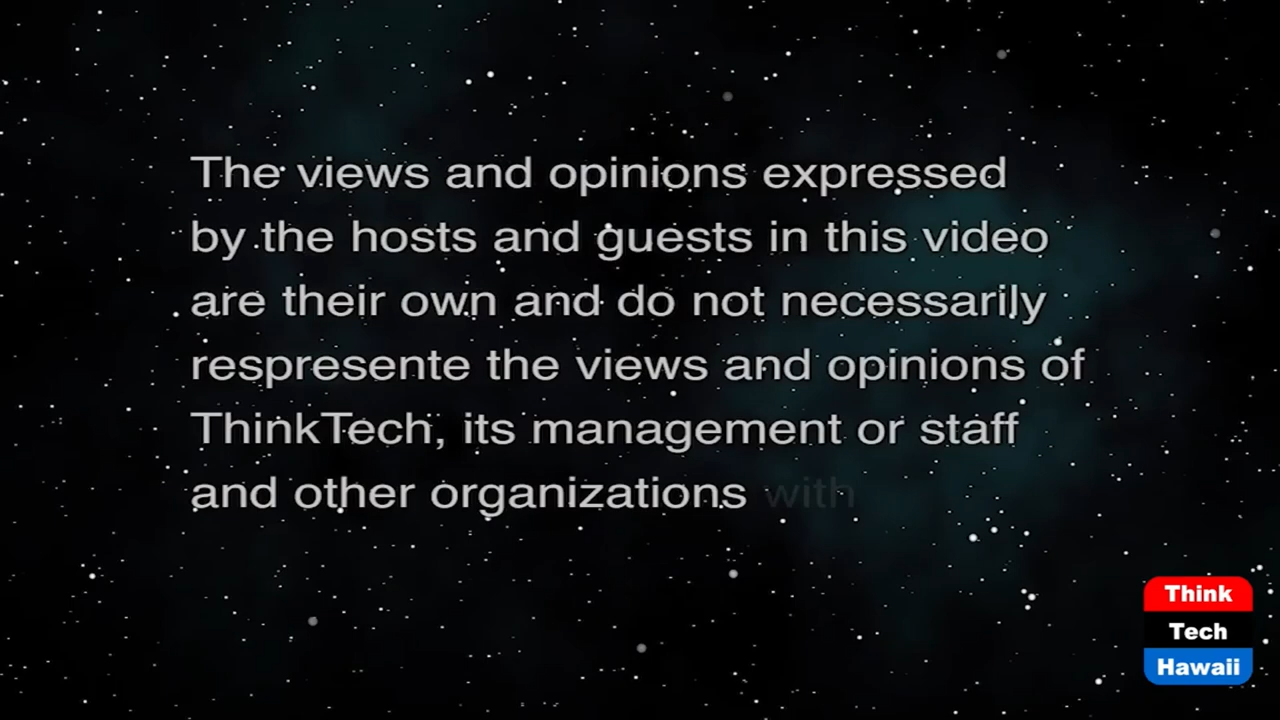 The views and opinions expressed
by the hosts and guests in this video
are their own and do not necessarily
respresente the views and opinions of
ThinkTech, its management or staff
and other organizations with
Think
Tech
Hawaii